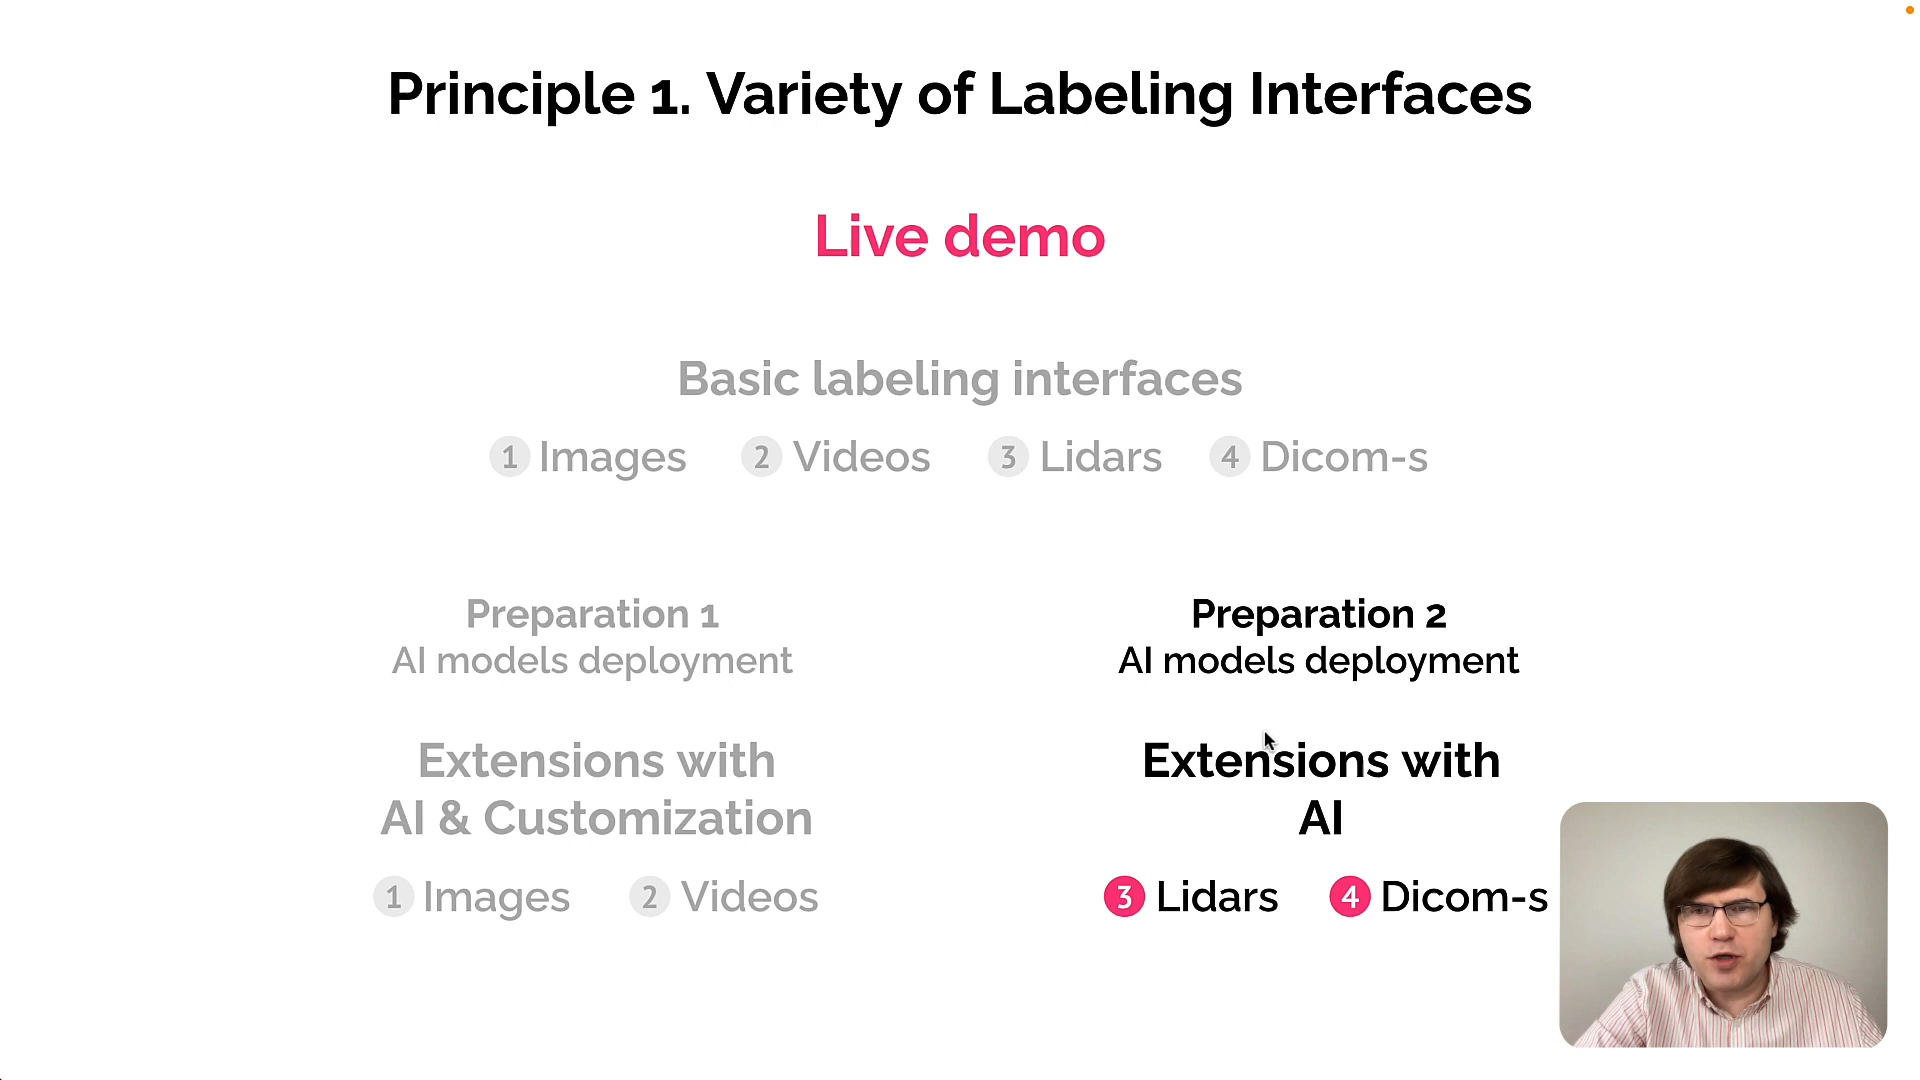 Principle 1. Variety of Labeling Interfaces
Live demo
Basic labeling interfaces
1 Images 2 Videos 3 Lidars 4 Dicom-s
Preparation 1
AI models deployment
Extensions with
AI & Customization
1 Images 2 Videos
Preparation 2
AI models deployment
Extensions with
AI
3 Lidars 4 Dicom-s